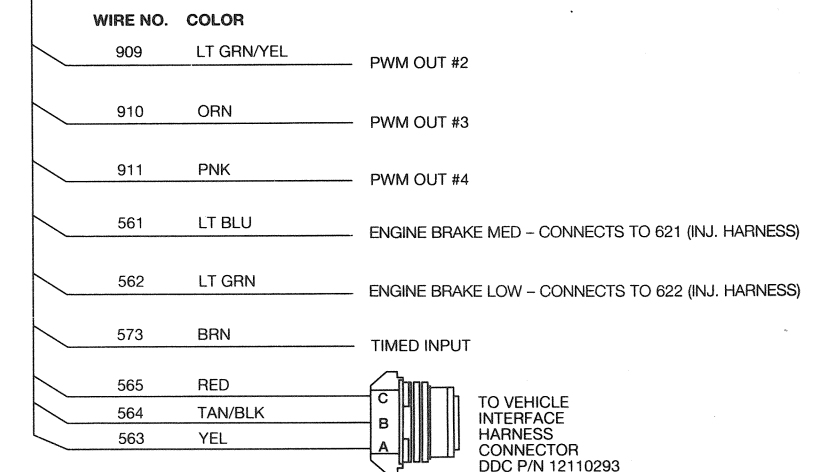 WIRE NO. COLOR
909 LT GRN/YEL PWM OUT #2
910 ORN PWM OUT #3
911 PNK PWM OUT #4
561 LT BLU ENGINE BRAKE MED – CONNECTS TO 621 (INJ. HARNESS)
562 LT GRN ENGINE BRAKE LOW – CONNECTS TO 622 (INJ. HARNESS)
573 BRN TIMED INPUT
565 RED C
564 TAN/BLK B
563 YEL A
TO VEHICLE
INTERFACE
HARNESS
CONNECTOR
DDC P/N 12110293